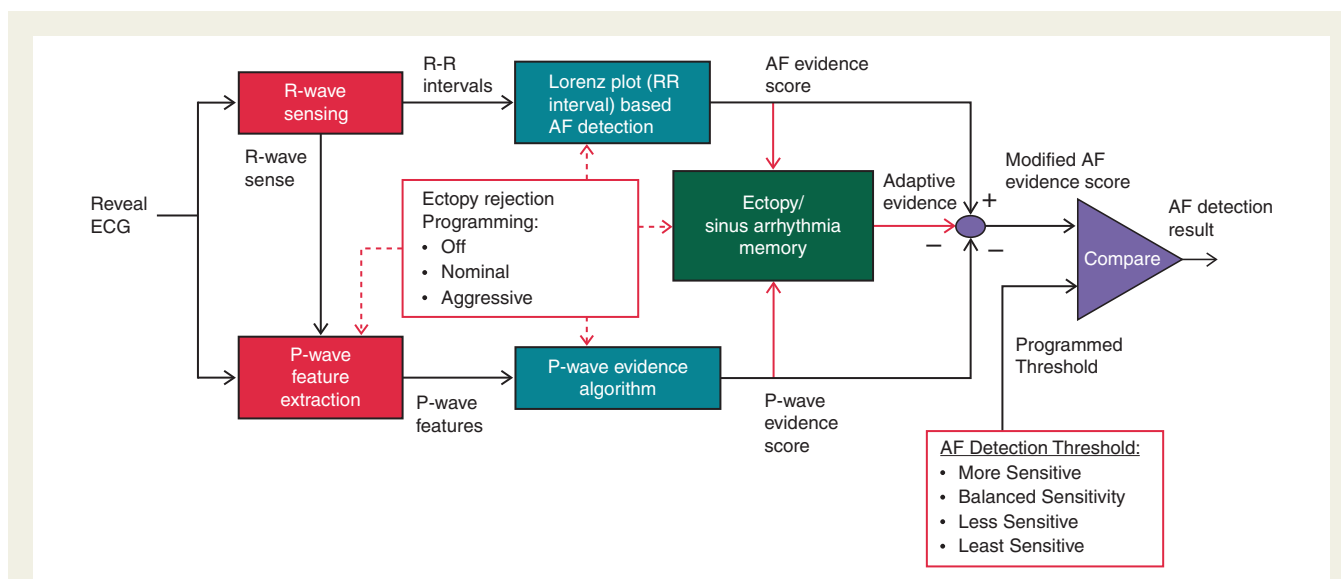 R-R
intervals
AF evidence
score
R-wave
sensing
Lorenz plot (RR
interval) based
AF detection
R-wave
sense
Reveal
ECG
Ectopy rejection
Programming:
• Off
• Nominal
• Aggressive
Ectopy/
sinus arrhythmia
memory
Adaptive
evidence
+
−
−
Modified AF
evidence score
Compare
AF detection
result
P-wave
feature
extraction
P-wave
features
P-wave evidence
algorithm
P-wave
evidence
score
Programmed
Threshold
AF Detection Threshold:
• More Sensitive
• Balanced Sensitivity
• Less Sensitive
• Least Sensitive